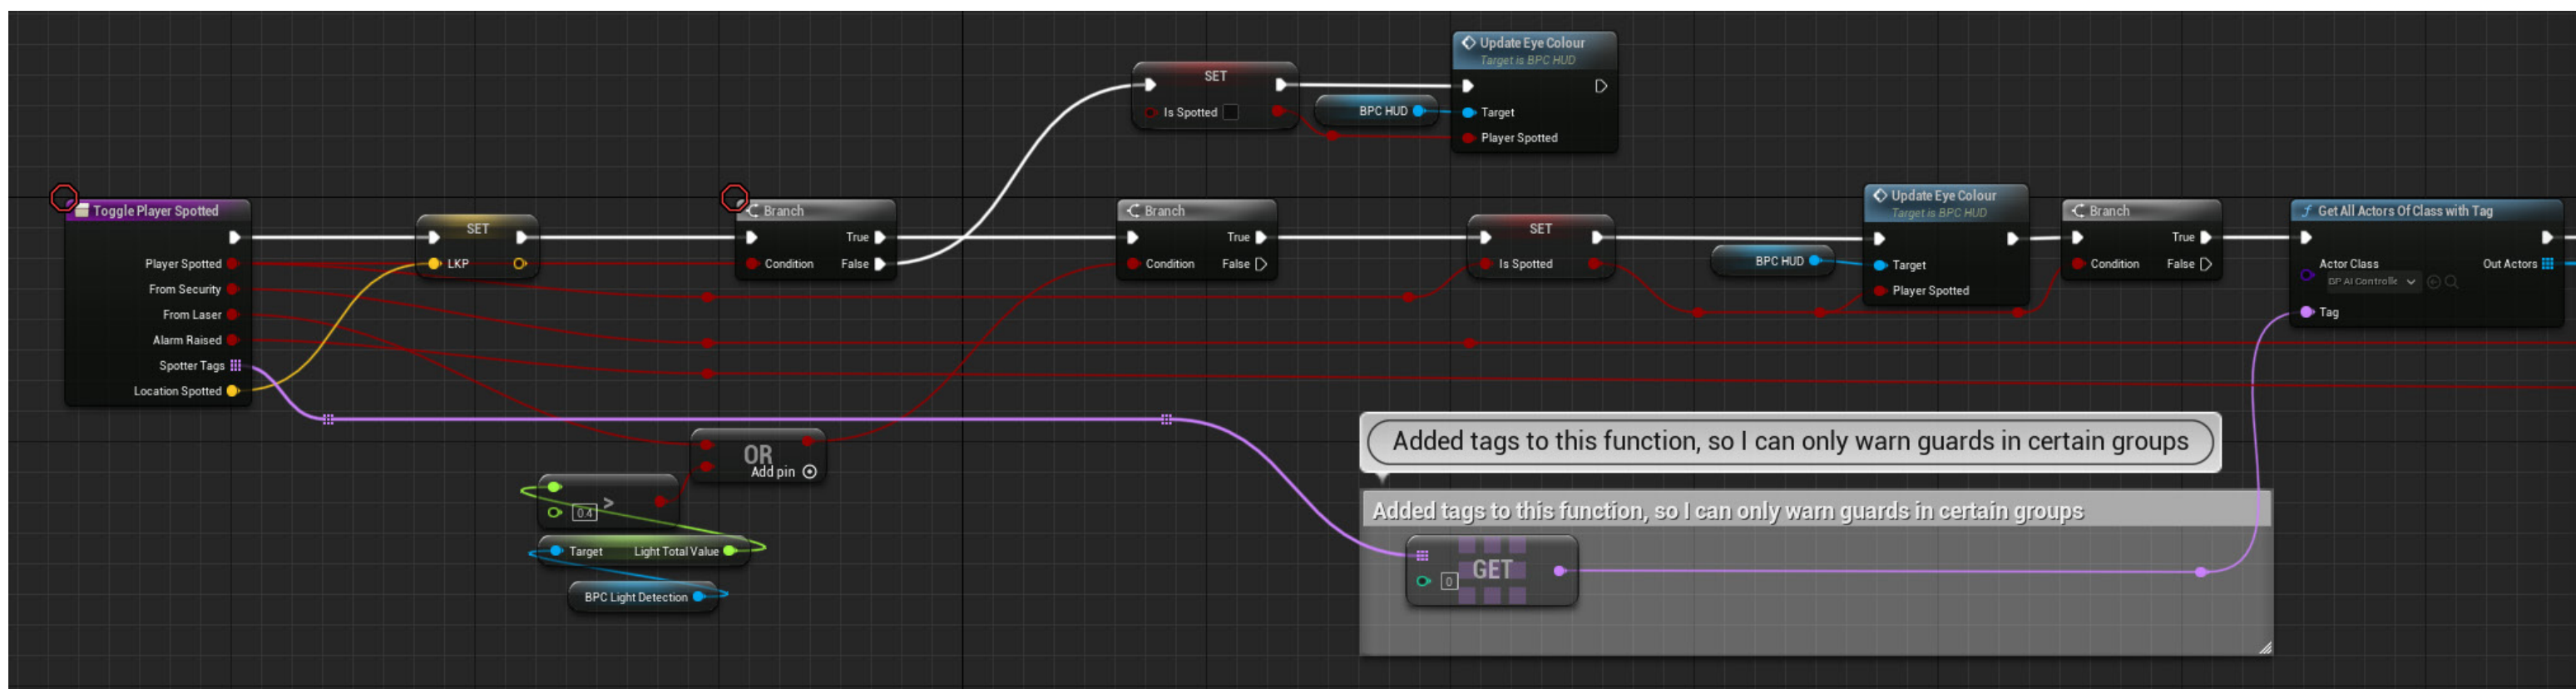 Update Eye Colour
Target is BPC HUD
SET
Is Spotted
BPC HUD
Target
Player Spotted
Toggle Player Spotted
Player Spotted
From Security
From Laser
Alarm Raised
Spotter Tags
Location Spotted
SET
LKP
Branch
True
Condition
False
Branch
True
Condition
False
SET
Is Spotted
BPC HUD
Update Eye Colour
Target is BPC HUD
Target
Player Spotted
Branch
True
Condition
False
Get All Actors Of Class with Tag
Actor Class
Out Actors
BP AI Controlle
Tag
OR
Add pin
>
0.4
Target
Light Total Value
BPC Light Detection
Added tags to this function, so I can only warn guards in certain groups
Added tags to this function, so I can only warn guards in certain groups
GET
0